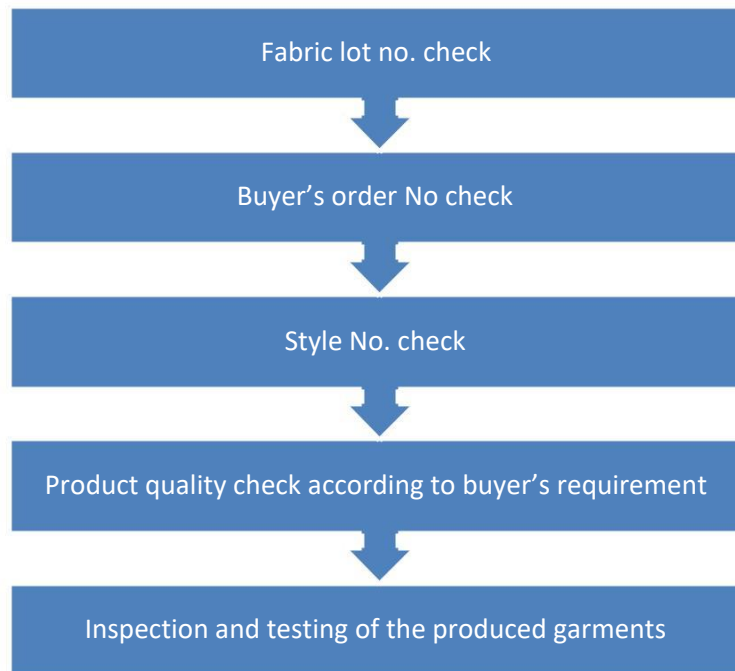 Fabric lot no. check
Buyer’s order No check
Style No. check
Product quality check according to buyer’s requirement
Inspection and testing of the produced garments